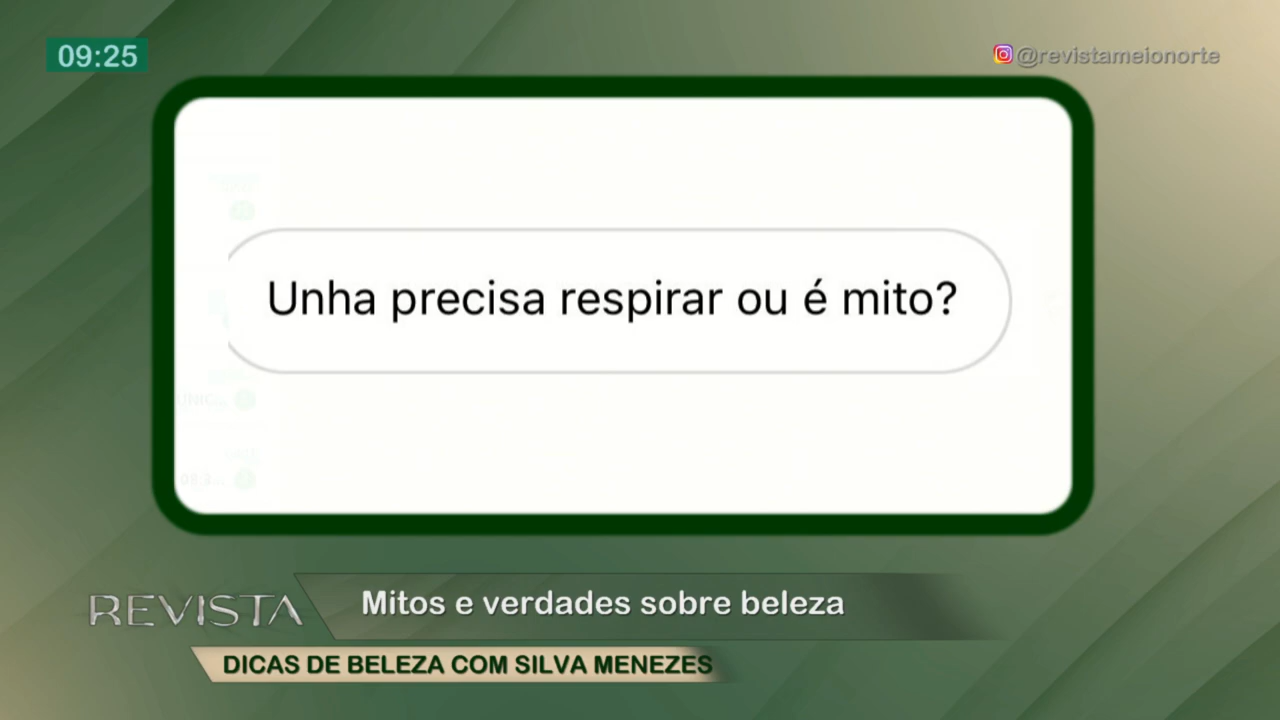 09:25
@revistameionorte
Unha precisa respirar ou é mito?
REVISTA
Mitos e verdades sobre beleza
DICAS DE BELEZA COM SILVA MENEZES